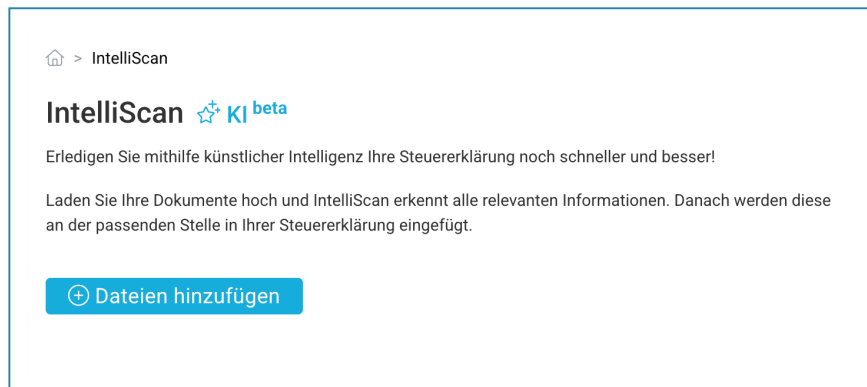 > IntelliScan
IntelliScan KI beta
Erledigen Sie mithilfe künstlicher Intelligenz Ihre Steuererklärung noch schneller und besser!
Laden Sie Ihre Dokumente hoch und IntelliScan erkennt alle relevanten Informationen. Danach werden diese
an der passenden Stelle in Ihrer Steuererklärung eingefügt.
Dateien hinzufügen